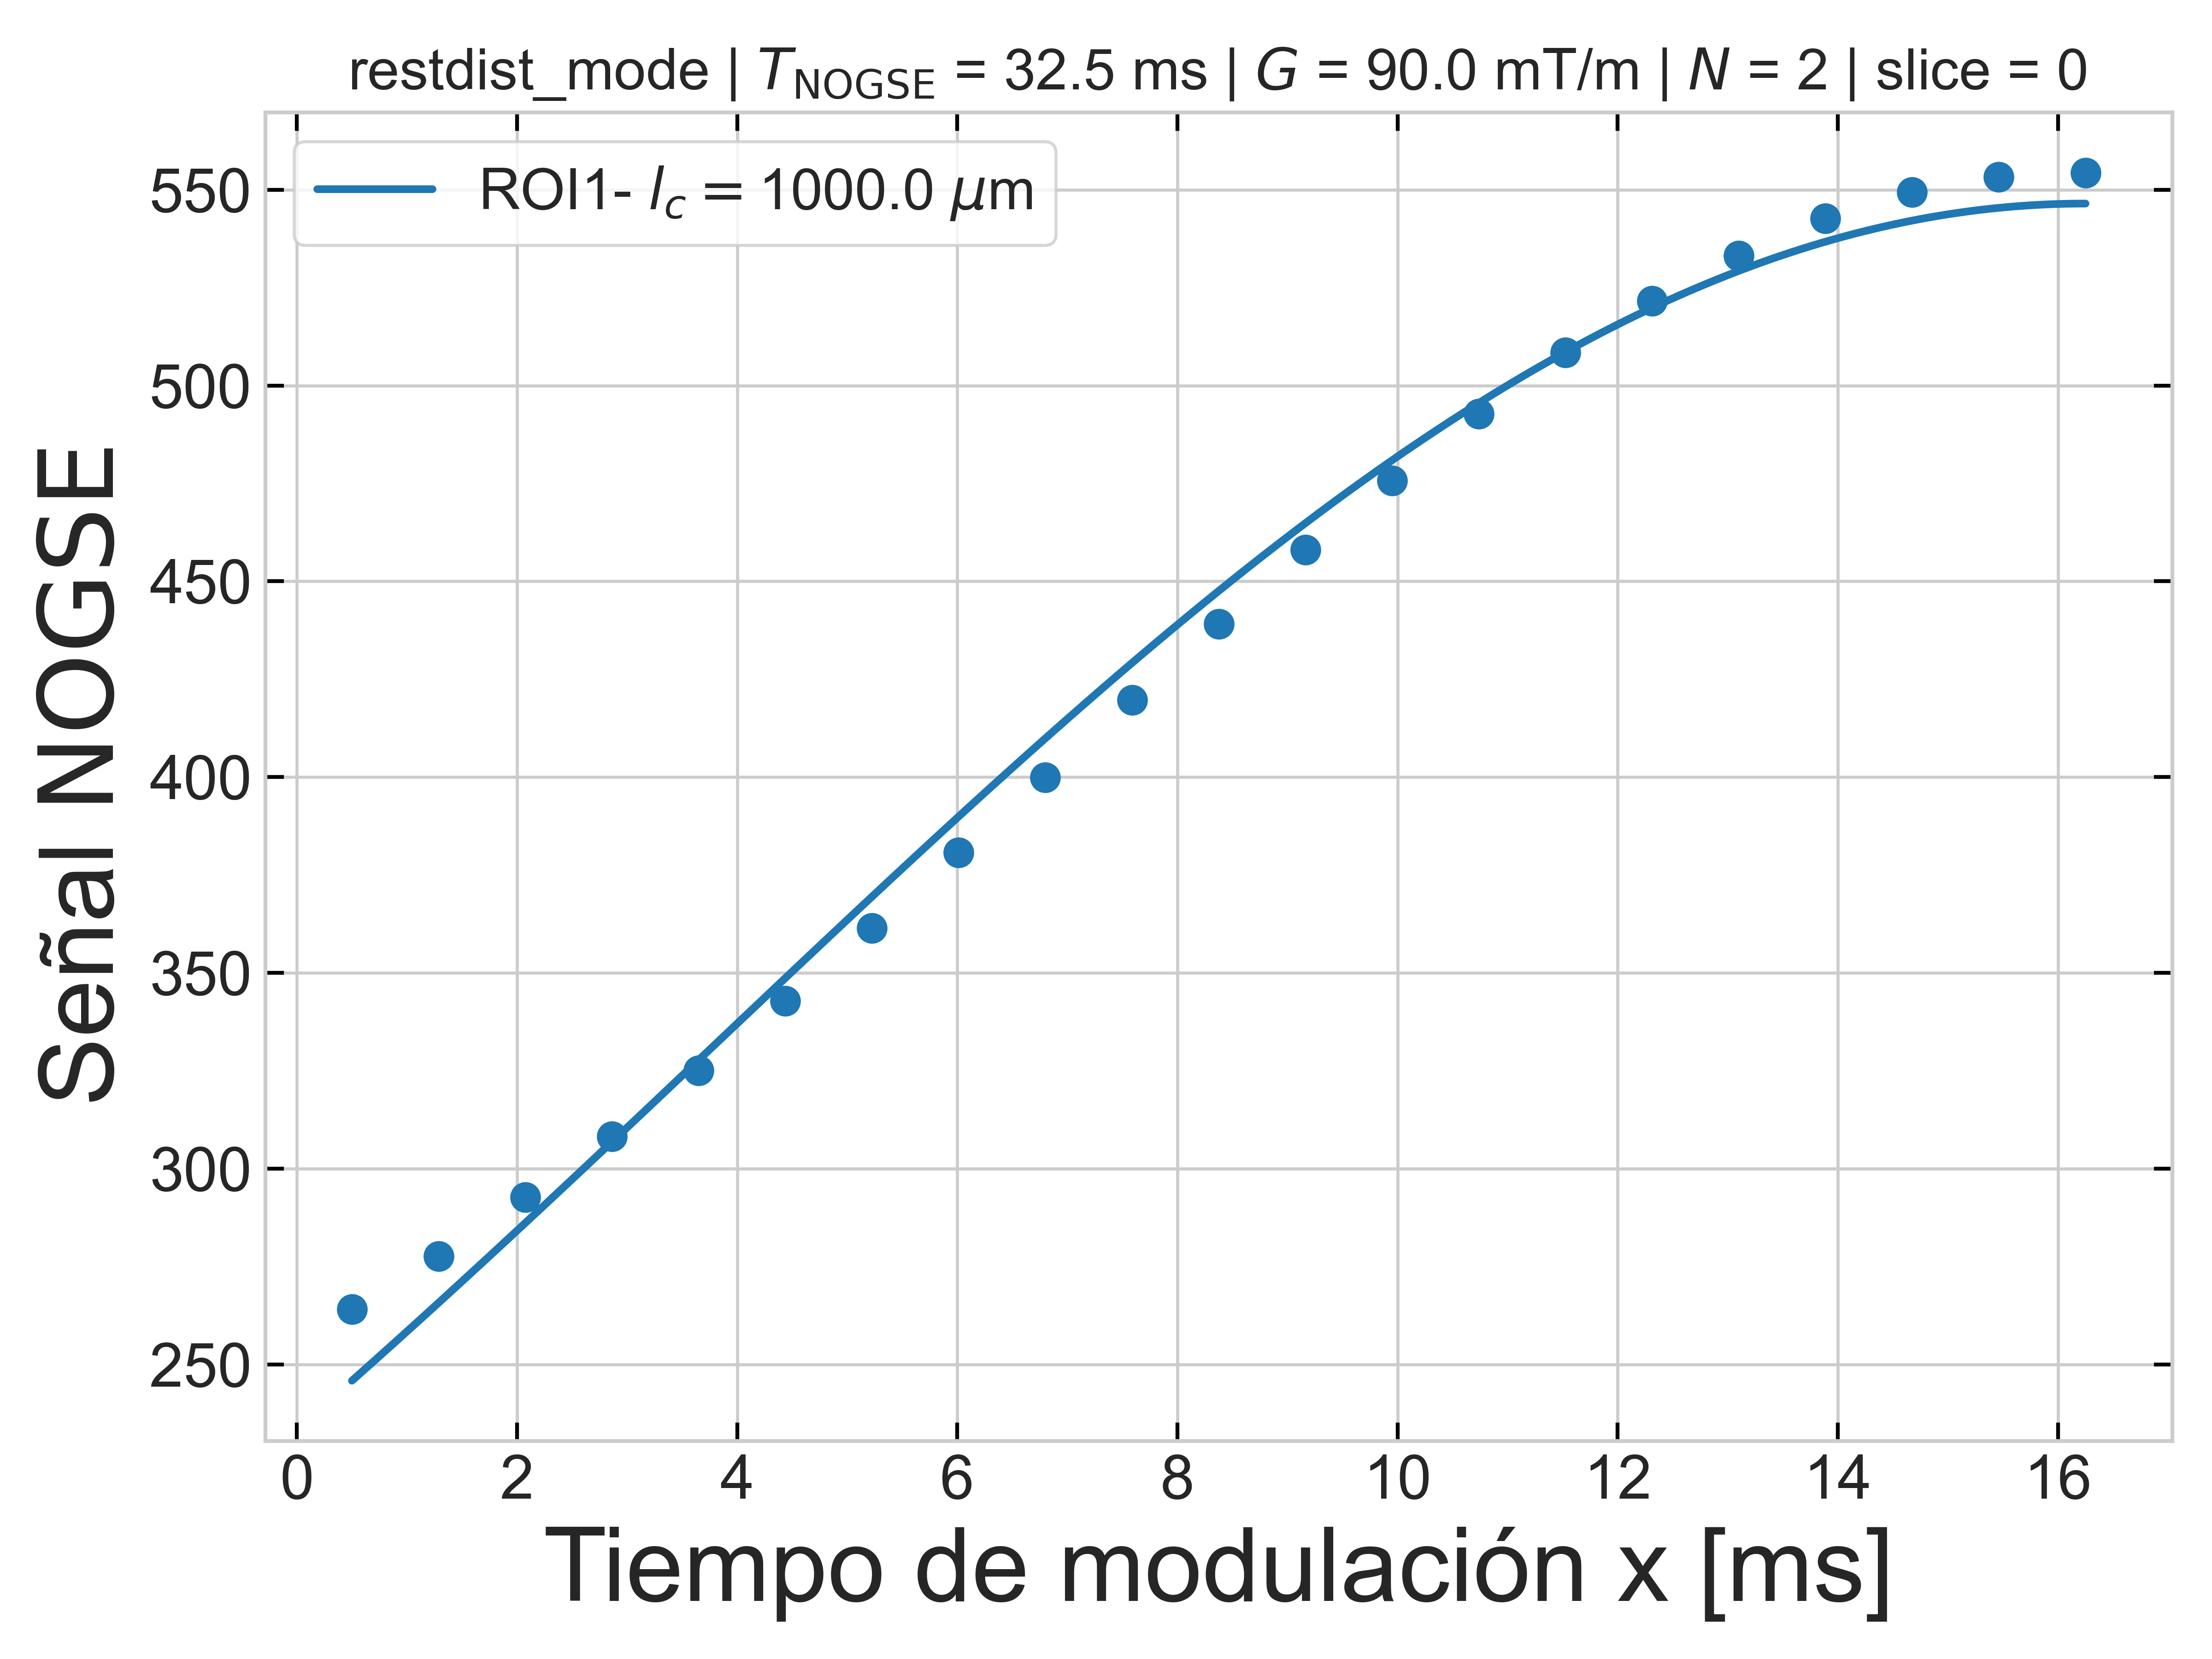 restdist_mode | T_NOGSE = 32.5 ms | G = 90.0 mT/m | N = 2 | slice = 0
ROI1- l_c = 1000.0 μm
Señal NOGSE
550
500
450
400
350
300
250
0 2 4 6 8 10 12 14 16
Tiempo de modulación x [ms]